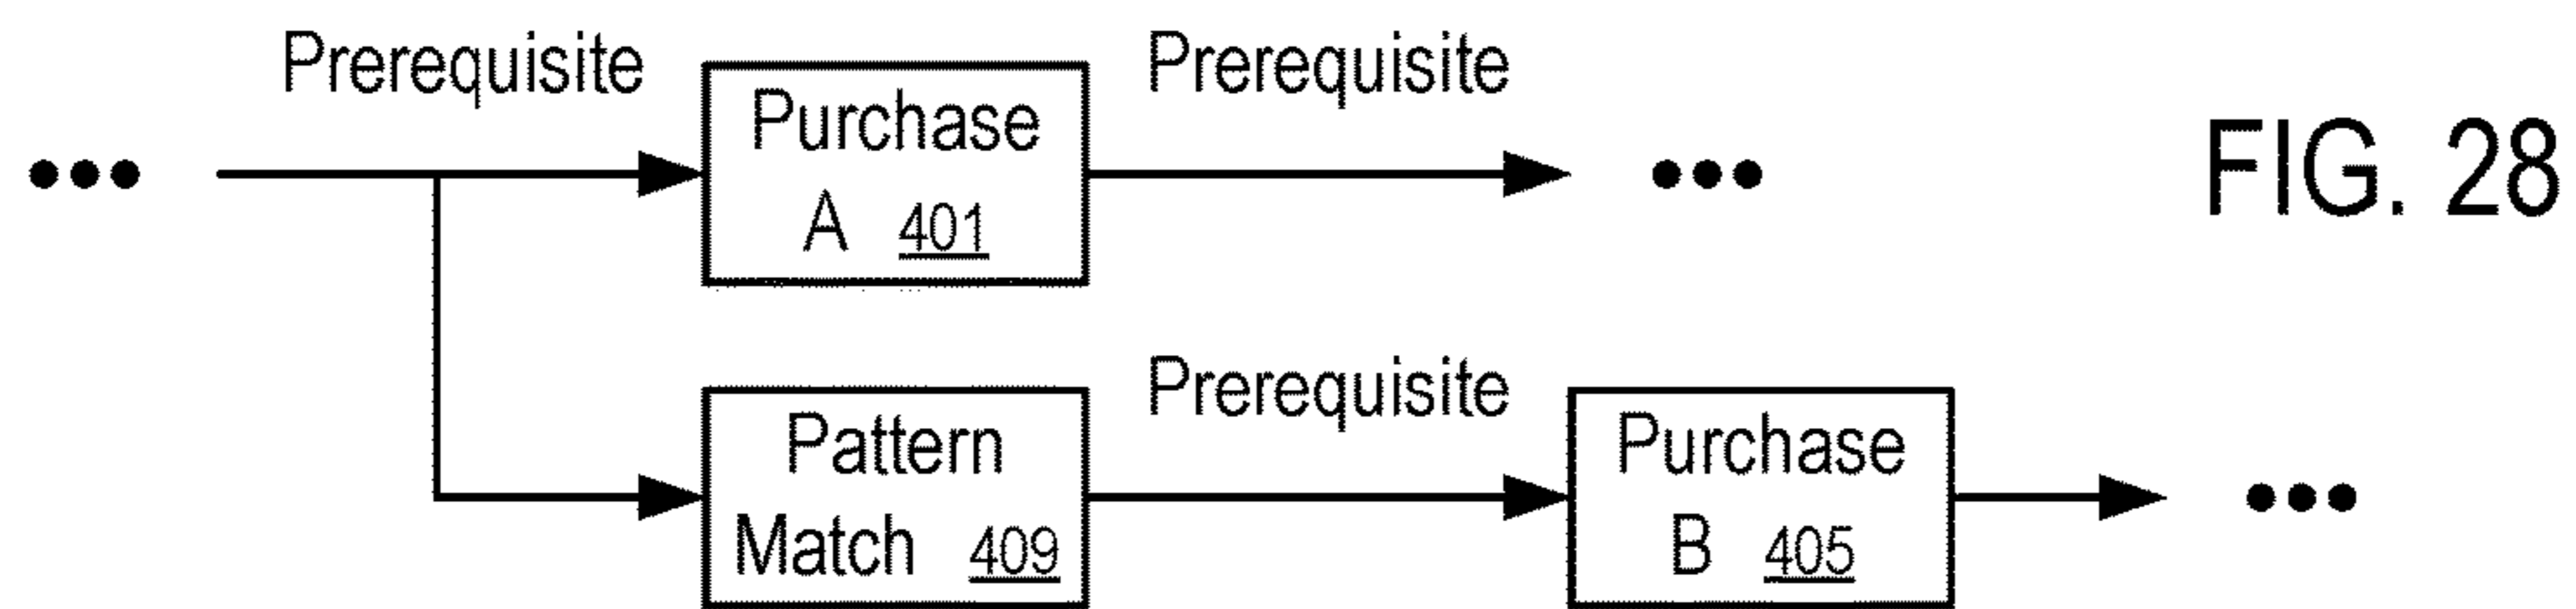 Prerequisite
Prerequisite
Purchase
A 401
FIG. 28
Prerequisite
Pattern
Match 409
Purchase
B 405